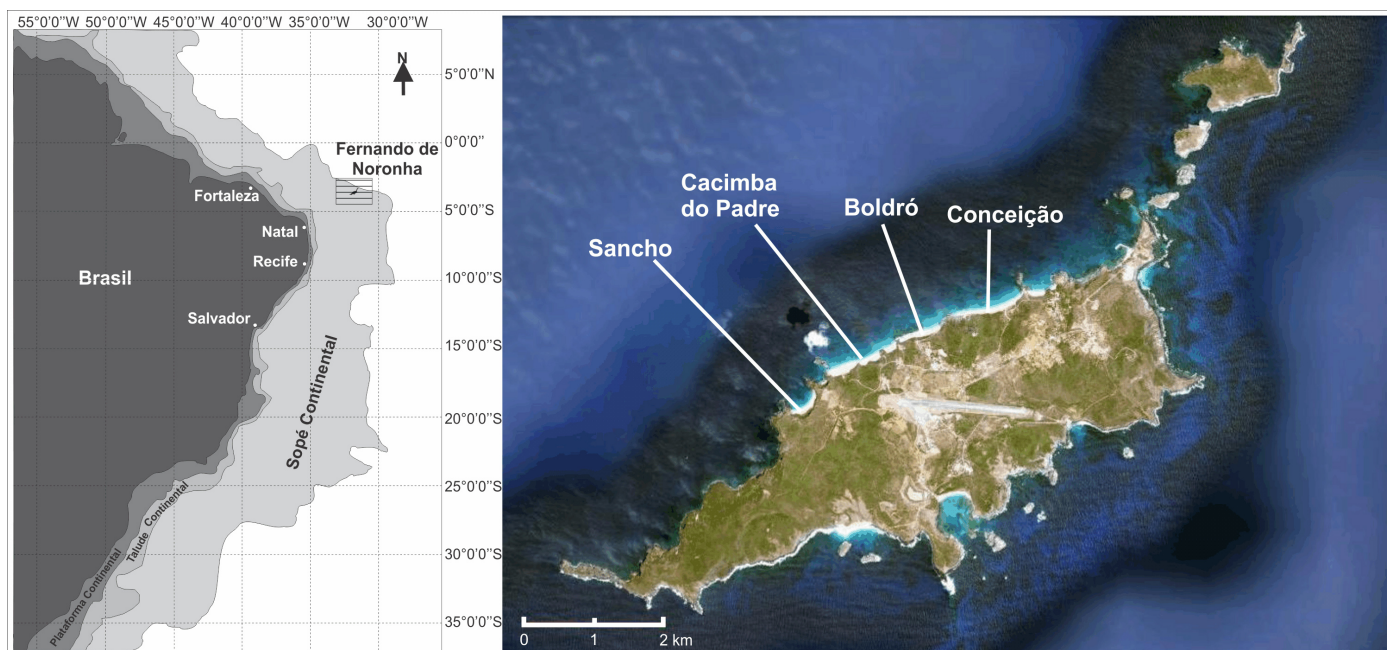 55°0'0''W 50°0'0''W 45°0'0''W 40°0'0''W 35°0'0''W 30°0'0''W
N
5°0'0''N
0°0'0''
Fernando de
Noronha
Fortaleza
5°0'0''S
Natal
Recife
Brasil
10°0'0''S
Salvador
15°0'0''S
Sopé Continental
20°0'0''S
25°0'0''S
Talude Continental
30°0'0''S
Plataforma Continental
35°0'0''S
Sancho
Cacimba
do Padre
Boldró
Conceição
0 1 2 km